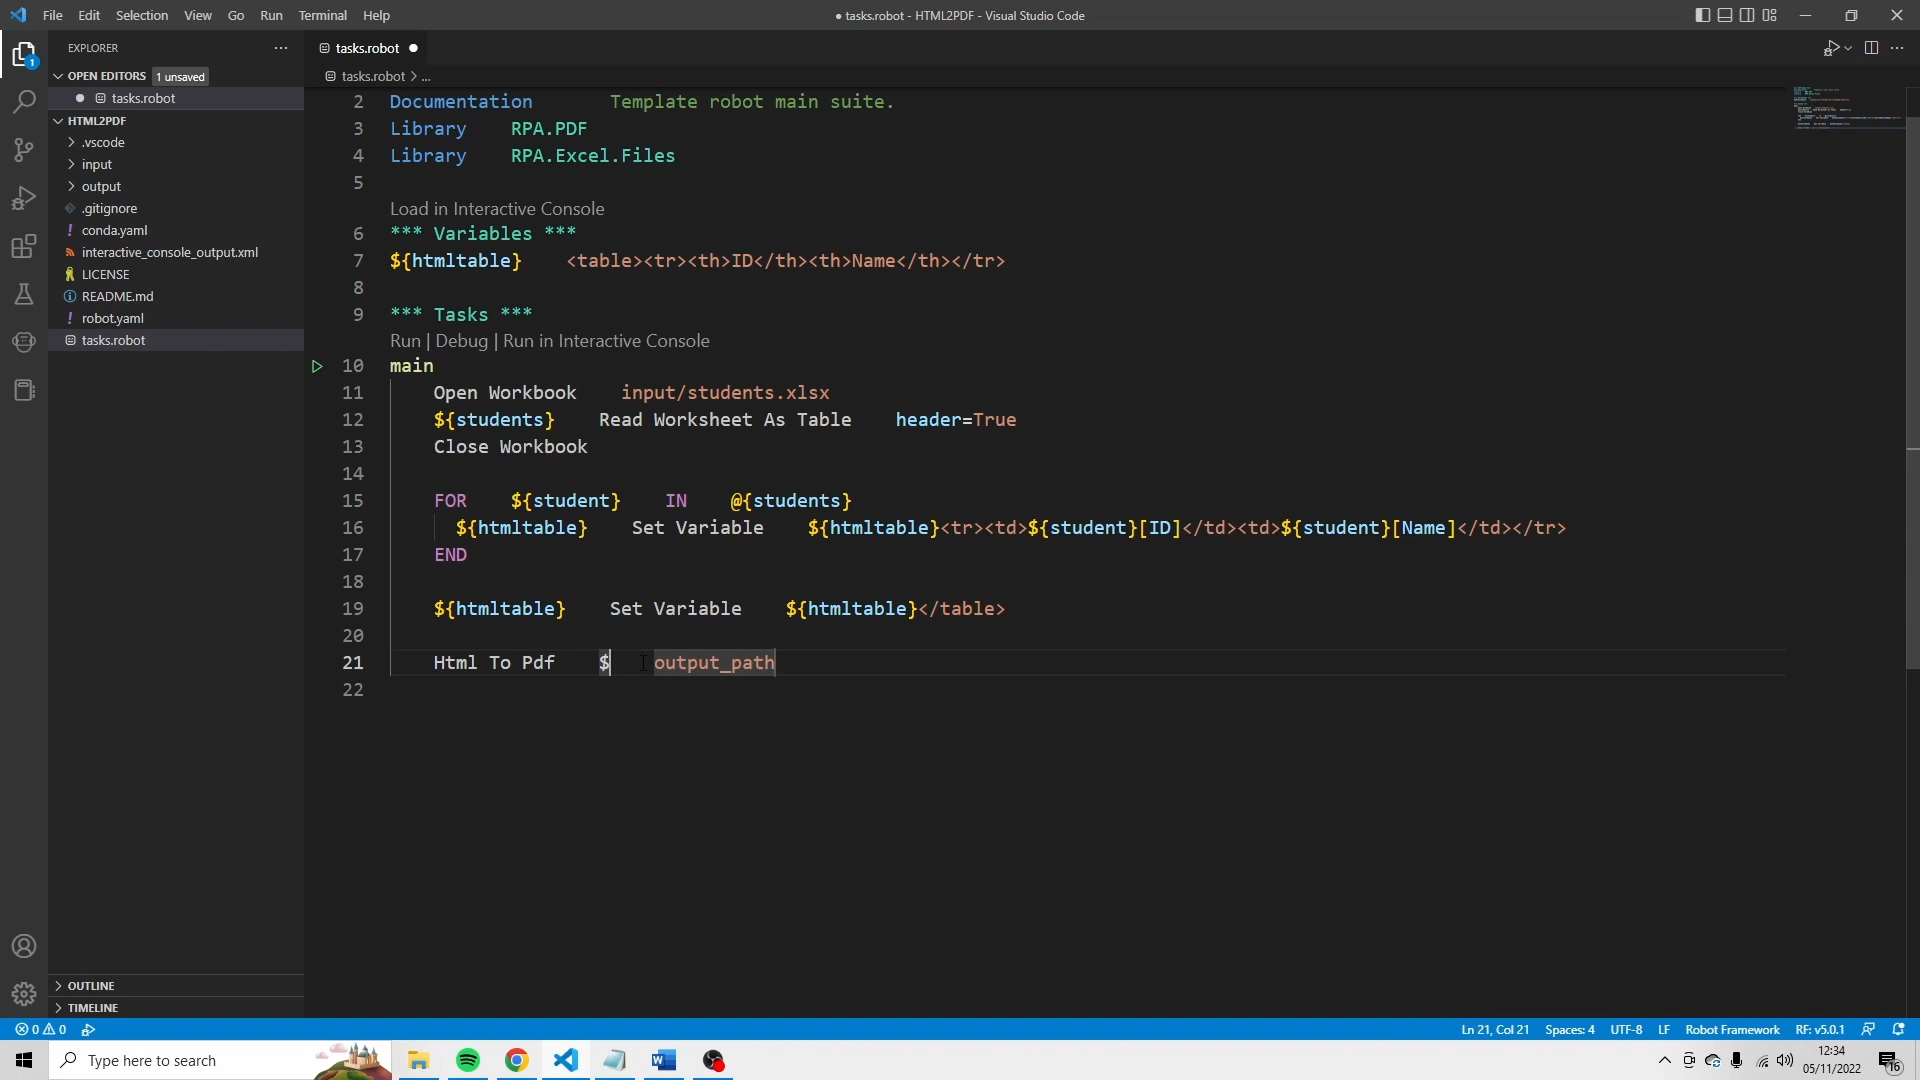 File Edit Selection View Go Run Terminal Help
● tasks.robot - HTML2PDF - Visual Studio Code
EXPLORER
OPEN EDITORS 1 unsaved
tasks.robot
HTML2PDF
.vscode
input
output
.gitignore
conda.yaml
interactive_console_output.xml
LICENSE
README.md
robot.yaml
tasks.robot
OUTLINE
TIMELINE
tasks.robot
tasks.robot > ...
2 Documentation Template robot main suite.
3 Library RPA.PDF
4 Library RPA.Excel.Files
5
Load in Interactive Console
6 *** Variables ***
7 ${htmltable} <table><tr><th>ID</th><th>Name</th></tr>
8
9 *** Tasks ***
Run | Debug | Run in Interactive Console
10 main
11 Open Workbook input/students.xlsx
12 ${students} Read Worksheet As Table header=True
13 Close Workbook
14
15 FOR ${student} IN @{students}
16 ${htmltable} Set Variable ${htmltable}<tr><td>${student}[ID]</td><td>${student}[Name]</td></tr>
17 END
18
19 ${htmltable} Set Variable ${htmltable}</table>
20
21 Html To Pdf $ output_path
22
1
0 0
Ln 21, Col 21 Spaces: 4 UTF-8 LF Robot Framework RF: v5.0.1
Type here to search
12:34
05/11/2022
16